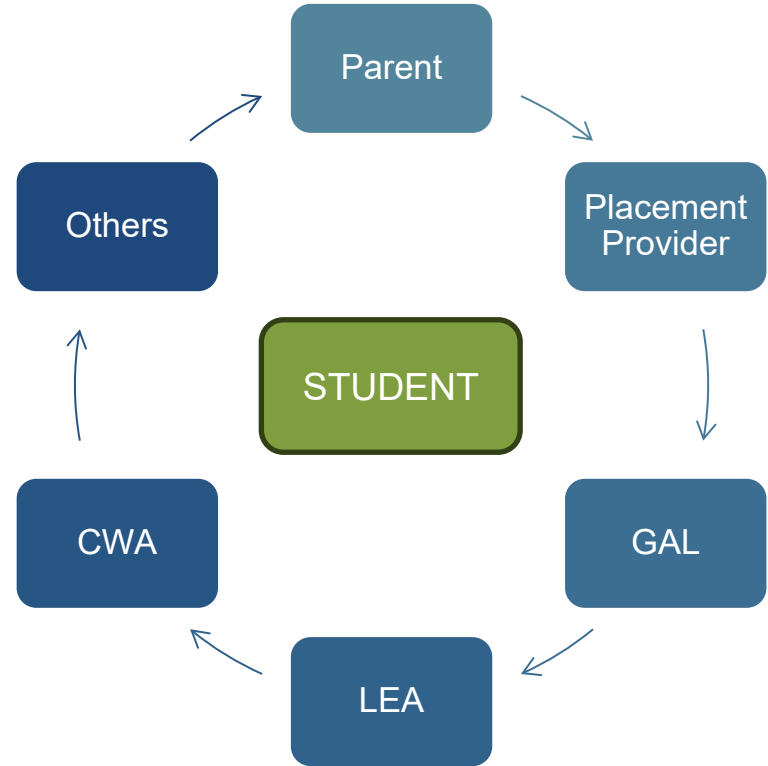 Parent
Others
Placement
Provider
STUDENT
CWA
GAL
LEA